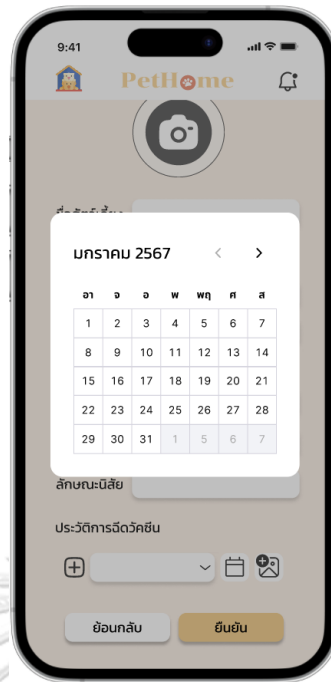 9:41
PetHome
มกราคม 2567
อา จ อ พ พฤ ศ ส
1 2 3 4 5 6 7
8 9 10 11 12 13 14
15 16 17 18 19 20 21
22 23 24 25 26 27 28
29 30 31 1 5 6 7
ลักษณะนิสัย
ประวัติการฉีดวัคซีน
ย้อนกลับ ยืนยัน